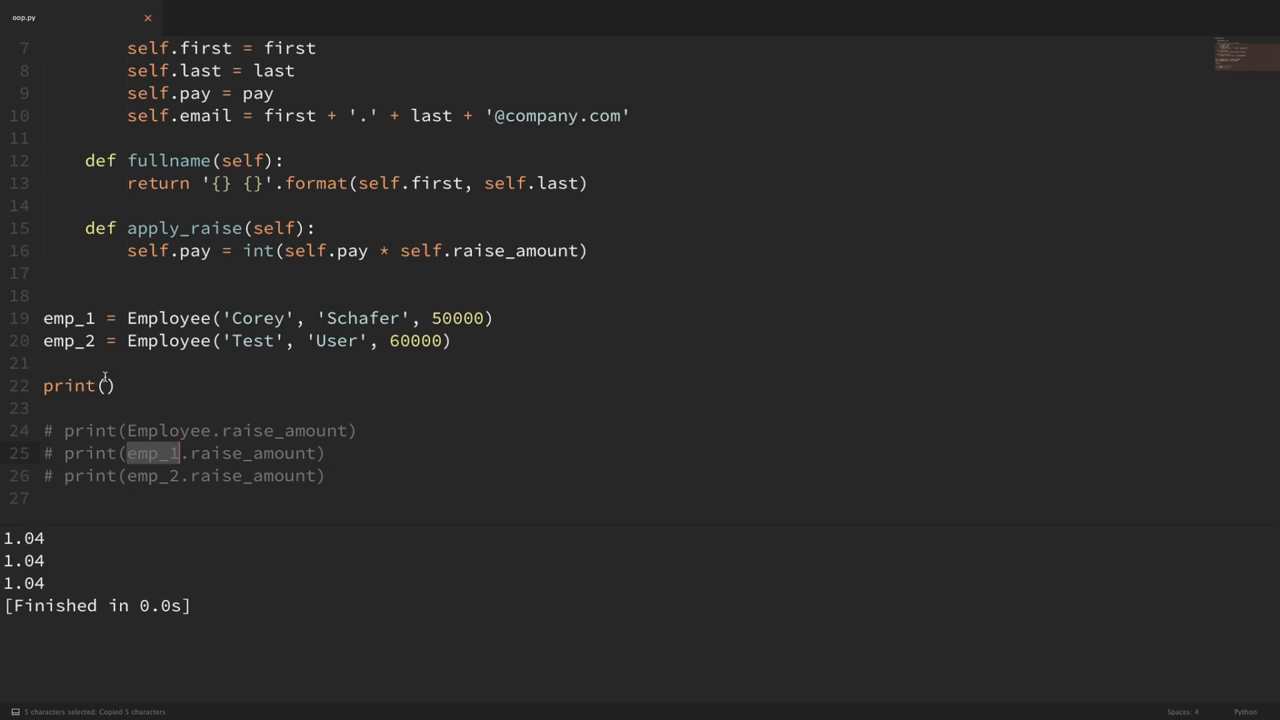 oop.py
7 self.first = first
8 self.last = last
9 self.pay = pay
10 self.email = first + '.' + last + '@company.com'
11
12 def fullname(self):
13 return '{} {}'.format(self.first, self.last)
14
15 def apply_raise(self):
16 self.pay = int(self.pay * self.raise_amount)
17
18
19 emp_1 = Employee('Corey', 'Schafer', 50000)
20 emp_2 = Employee('Test', 'User', 60000)
21
22 print()
23
24 # print(Employee.raise_amount)
25 # print(emp_1.raise_amount)
26 # print(emp_2.raise_amount)
27
1.04
1.04
1.04
[Finished in 0.0s]
5 characters selected; Copied 5 characters Spaces: 4 Python